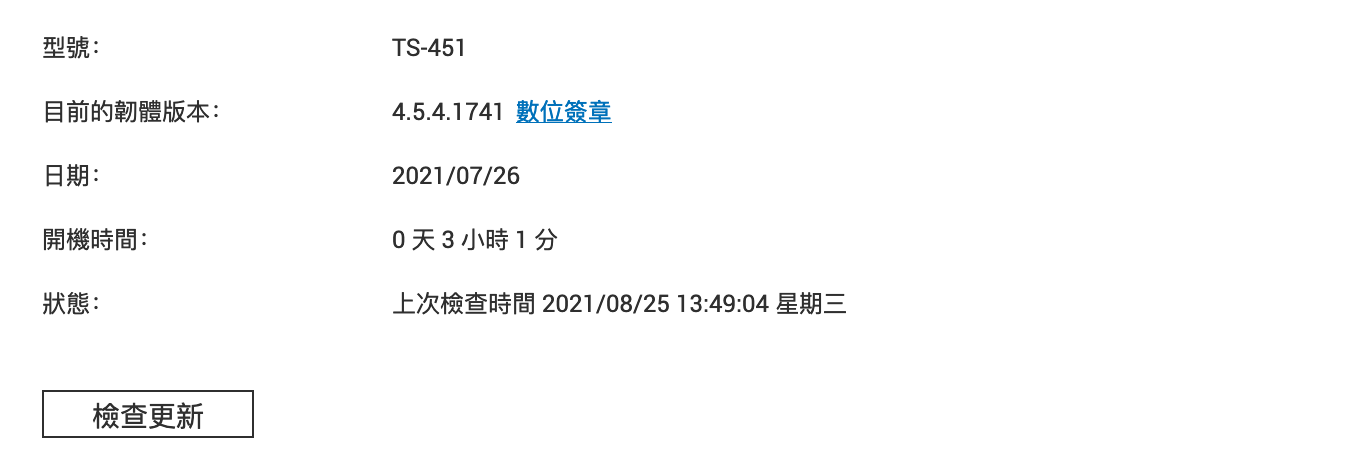 型號： TS-451
目前的韌體版本： 4.5.4.1741 數位簽章
日期： 2021/07/26
開機時間： 0 天 3 小時 1 分
狀態： 上次檢查時間 2021/08/25 13:49:04 星期三
檢查更新